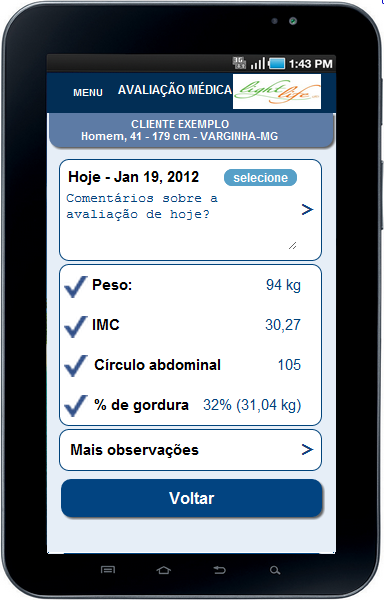 3G 1:43 PM
MENU AVALIAÇÃO MÉDICA light life
CLIENTE EXEMPLO
Homem, 41 - 179 cm - VARGINHA-MG
Hoje - Jan 19, 2012 selecione
Comentários sobre a
avaliação de hoje?
>
Peso: 94 kg
IMC 30,27
Círculo abdominal 105
% de gordura 32% (31,04 kg)
Mais observações >
Voltar